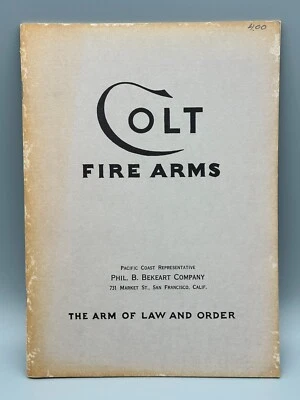 4.00
COLT
FIRE ARMS
PACIFIC COAST REPRESENTATIVE
PHIL. B. BEKEART COMPANY
721 MARKET ST., SAN FRANCISCO, CALIF.
THE ARM OF LAW AND ORDER